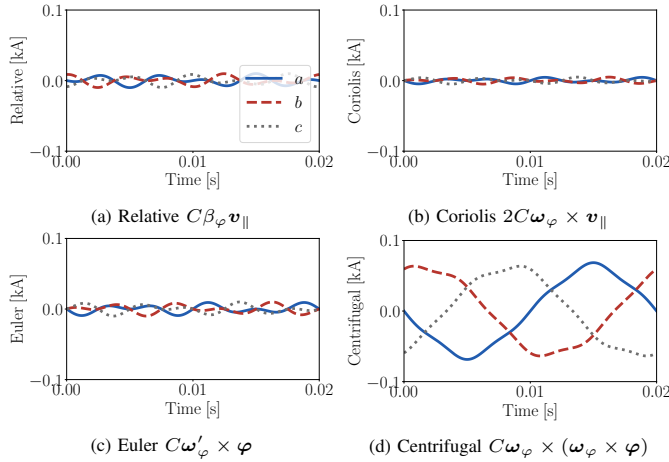 0.1
Relative [kA]
0.0
−0.1
0.00
0.01
0.02
Time [s]
a
b
c
(a) Relative Cβ_φ v_∥
0.1
Coriolis [kA]
0.0
−0.1
0.00
0.01
0.02
Time [s]
(b) Coriolis 2Cω_φ × v_∥
0.1
Euler [kA]
0.0
−0.1
0.00
0.01
0.02
Time [s]
(c) Euler Cω′_φ × φ
0.1
Centrifugal [kA]
0.0
−0.1
0.00
0.01
0.02
Time [s]
(d) Centrifugal Cω_φ × (ω_φ × φ)